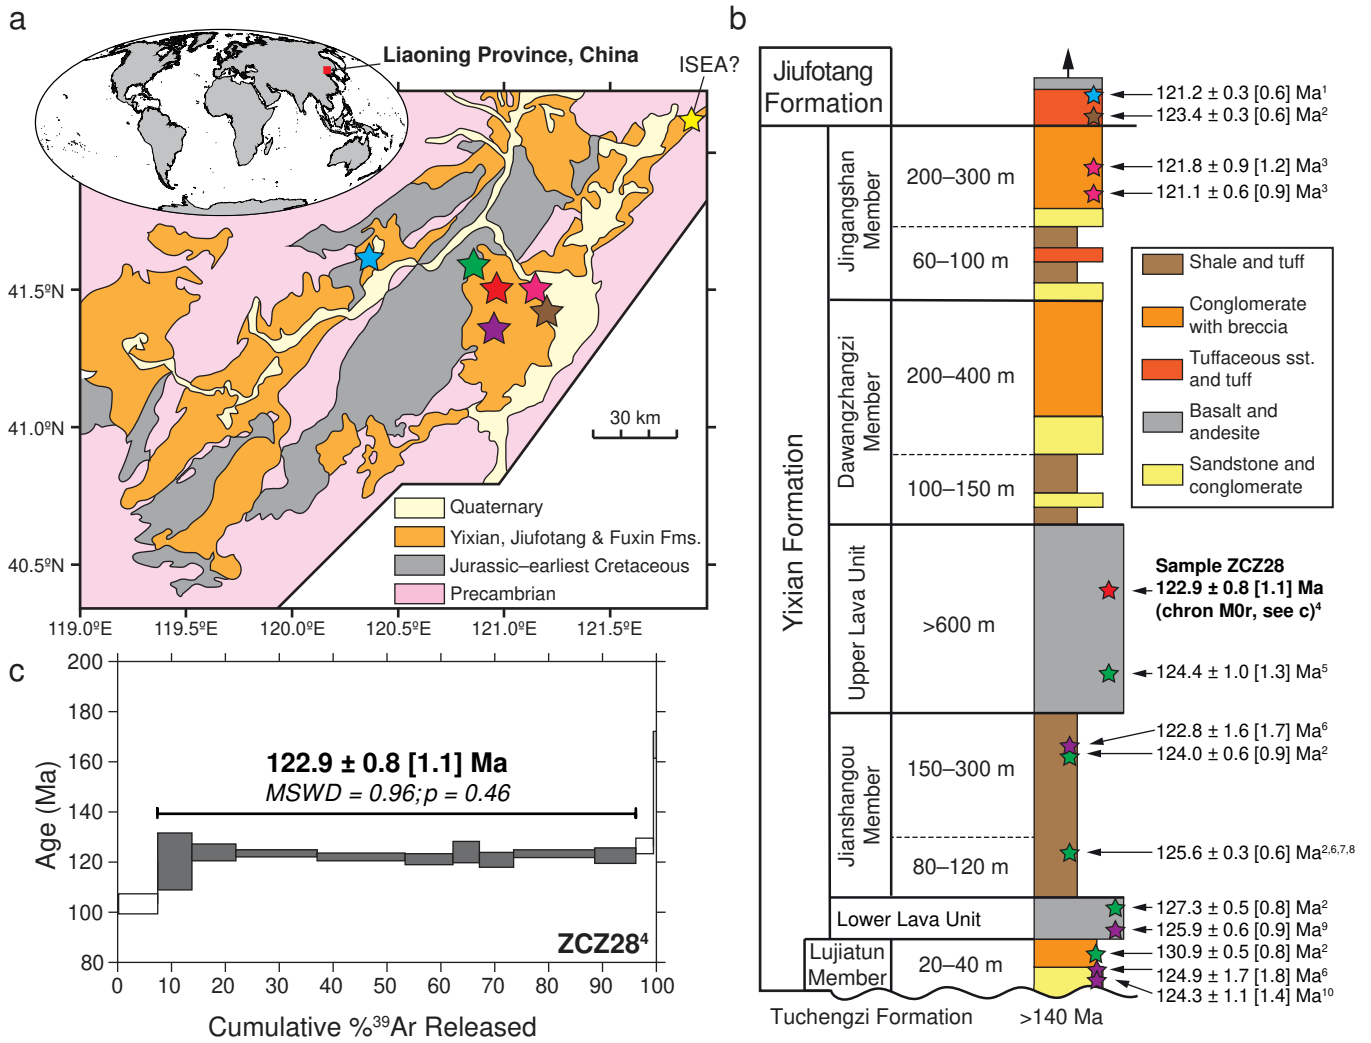 a
Liaoning Province, China
ISEA?
41.5ºN
41.0ºN
40.5ºN
30 km
Quaternary
Yixian, Jiufotang & Fuxin Fms.
Jurassic–earliest Cretaceous
Precambrian
119.0ºE
119.5ºE
120.0ºE
120.5ºE
121.0ºE
121.5ºE
b
Jiufotang
Formation
Yixian Formation
Jingangshan
Member
200–300 m
60–100 m
Dawangzhangzi
Member
200–400 m
100–150 m
Upper Lava Unit
>600 m
Jianshangou
Member
150–300 m
80–120 m
Lower Lava Unit
Lujiatun
Member
20–40 m
Tuchengzi Formation
>140 Ma
121.2 ± 0.3 [0.6] Ma¹
123.4 ± 0.3 [0.6] Ma²
121.8 ± 0.9 [1.2] Ma³
121.1 ± 0.6 [0.9] Ma³
Shale and tuff
Conglomerate
with breccia
Tuffaceous sst.
and tuff
Basalt and
andesite
Sandstone and
conglomerate
Sample ZCZ28
122.9 ± 0.8 [1.1] Ma
(chron M0r, see c)⁴
124.4 ± 1.0 [1.3] Ma⁵
122.8 ± 1.6 [1.7] Ma⁶
124.0 ± 0.6 [0.9] Ma²
125.6 ± 0.3 [0.6] Ma²,⁶,⁷,⁸
127.3 ± 0.5 [0.8] Ma²
125.9 ± 0.6 [0.9] Ma⁹
130.9 ± 0.5 [0.8] Ma²
124.9 ± 1.7 [1.8] Ma⁶
124.3 ± 1.1 [1.4] Ma¹⁰
c
Age (Ma)
200
180
160
140
120
100
80
122.9 ± 0.8 [1.1] Ma
MSWD = 0.96; p = 0.46
ZCZ28⁴
0 10 20 30 40 50 60 70 80 90 100
Cumulative %³⁹Ar Released